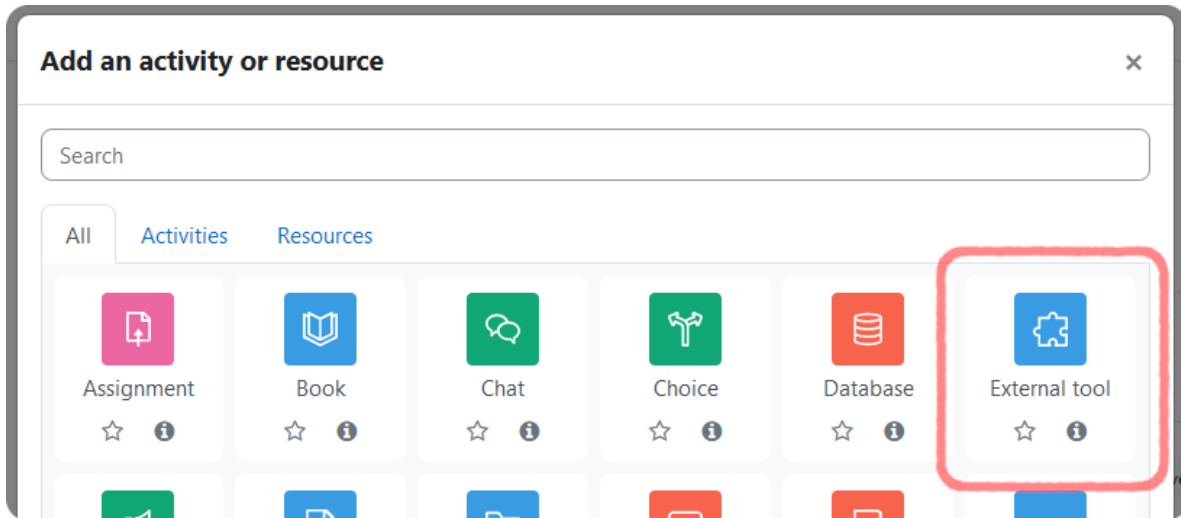 Add an activity or resource
×
Search
All Activities Resources
Assignment Book Chat Choice Database External tool